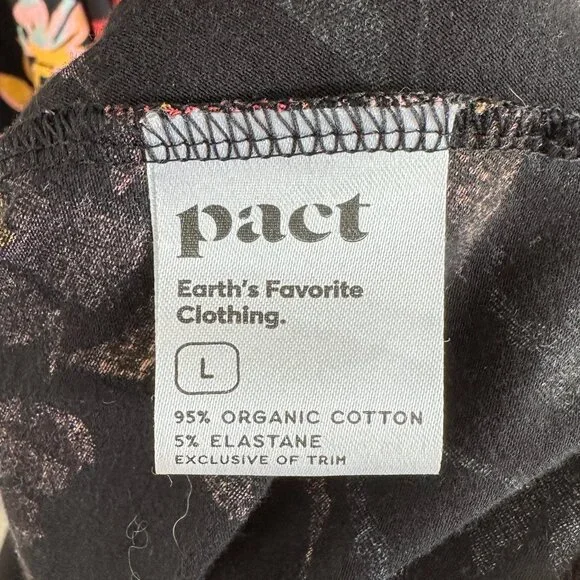 pact
Earth's Favorite
Clothing.
L
95% ORGANIC COTTON
5% ELASTANE
EXCLUSIVE OF TRIM